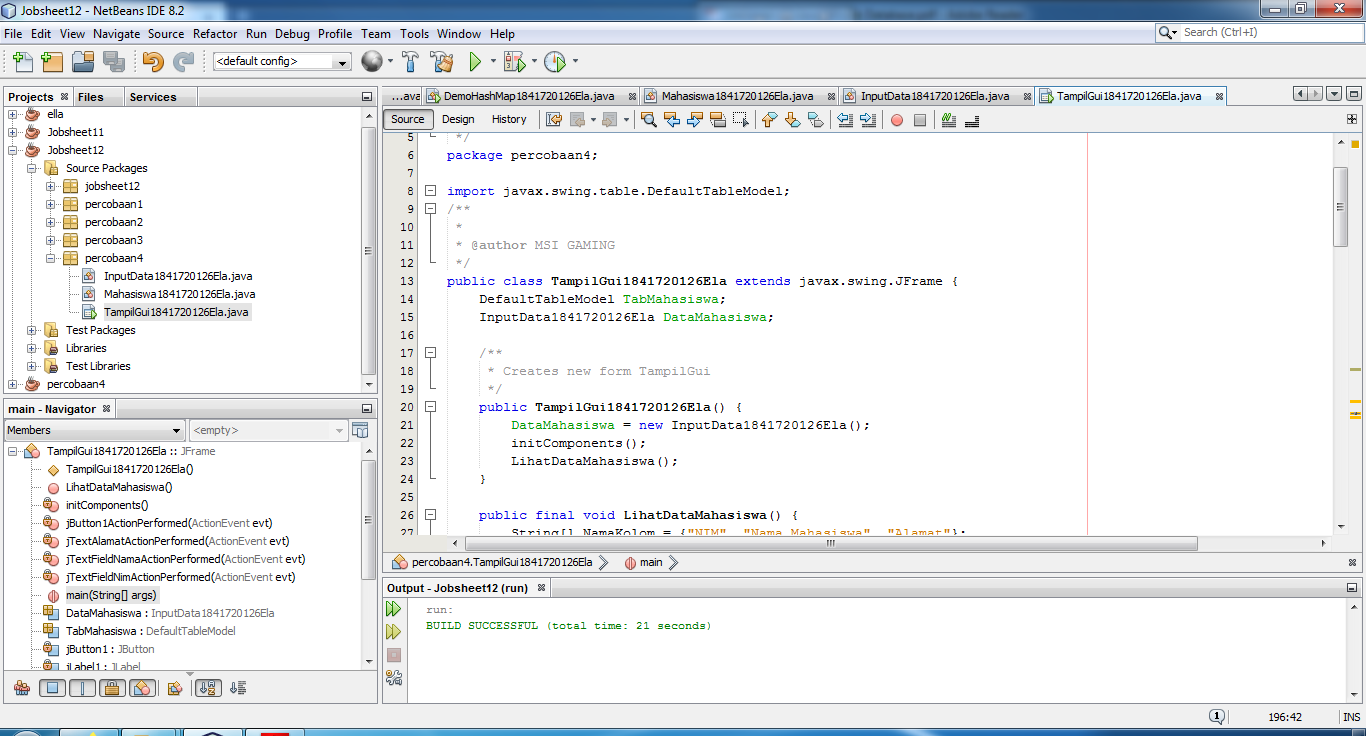 Jobsheet12 - NetBeans IDE 8.2
File Edit View Navigate Source Refactor Run Debug Profile Team Tools Window Help
Search (Ctrl+I)
<default config>
Projects Files Services
ella
Jobsheet11
Jobsheet12
Source Packages
jobsheet12
percobaan1
percobaan2
percobaan3
percobaan4
InputData1841720126Ela.java
Mahasiswa1841720126Ela.java
TampilGui1841720126Ela.java
Test Packages
Libraries
Test Libraries
percobaan4
main - Navigator
Members <empty>
TampilGui1841720126Ela :: JFrame
TampilGui1841720126Ela()
LihatDataMahasiswa()
initComponents()
jButton1ActionPerformed(ActionEvent evt)
jTextAlamatActionPerformed(ActionEvent evt)
jTextFieldNamaActionPerformed(ActionEvent evt)
jTextFieldNimActionPerformed(ActionEvent evt)
main(String[] args)
DataMahasiswa : InputData1841720126Ela
TabMahasiswa : DefaultTableModel
jButton1 : JButton
jLabel1 : JLabel
...ava DemoHashMap1841720126Ela.java Mahasiswa1841720126Ela.java InputData1841720126Ela.java TampilGui1841720126Ela.java
Source Design History
5 */
6 package percobaan4;
7
8 import javax.swing.table.DefaultTableModel;
9 /**
10 *
11 * @author MSI GAMING
12 */
13 public class TampilGui1841720126Ela extends javax.swing.JFrame {
14 DefaultTableModel TabMahasiswa;
15 InputData1841720126Ela DataMahasiswa;
16
17 /**
18 * Creates new form TampilGui
19 */
20 public TampilGui1841720126Ela() {
21 DataMahasiswa = new InputData1841720126Ela();
22 initComponents();
23 LihatDataMahasiswa();
24 }
25
26 public final void LihatDataMahasiswa() {
27 String[] NamaKolom = {"NIM", "Nama Mahasiswa", "Alamat"};
percobaan4.TampilGui1841720126Ela main
Output - Jobsheet12 (run)
run:
BUILD SUCCESSFUL (total time: 21 seconds)
1 196:42 INS